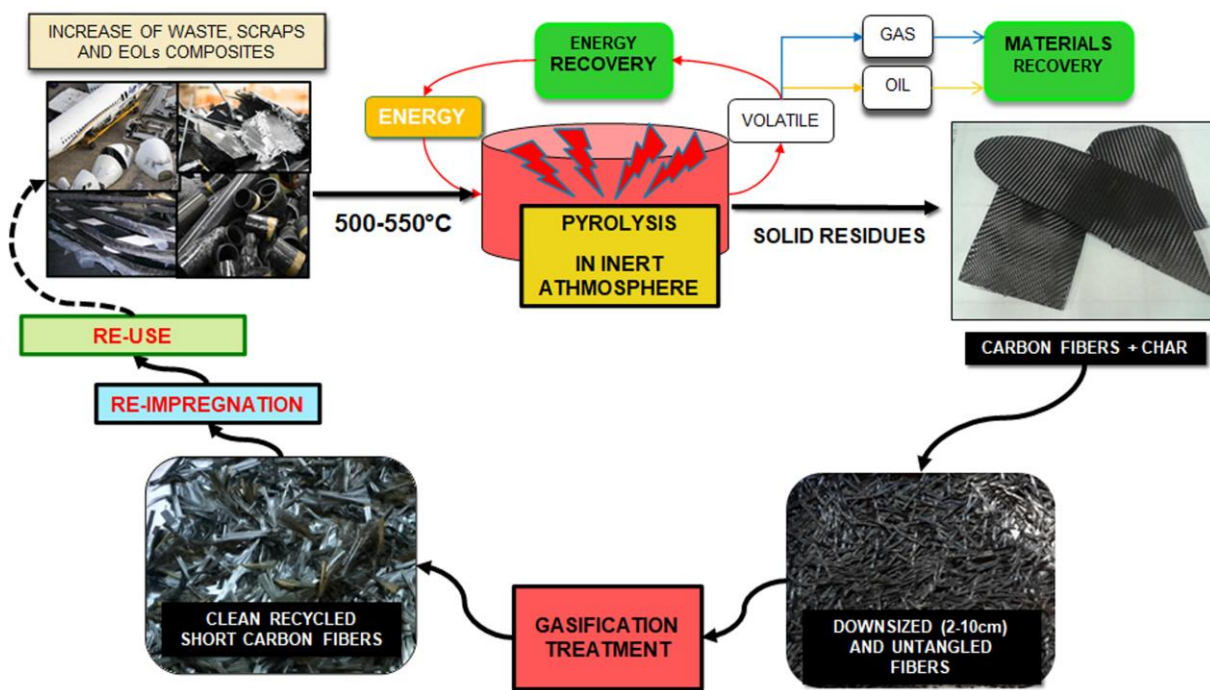 INCREASE OF WASTE, SCRAPS
AND EOLs COMPOSITES
ENERGY
RECOVERY
ENERGY
VOLATILE
GAS
OIL
MATERIALS
RECOVERY
500-550°C
PYROLYSIS
IN INERT
ATHMOSPHERE
SOLID RESIDUES
CARBON FIBERS + CHAR
RE-USE
RE-IMPREGNATION
CLEAN RECYCLED
SHORT CARBON FIBERS
GASIFICATION
TREATMENT
DOWNSIZED (2-10cm)
AND UNTANGLED
FIBERS